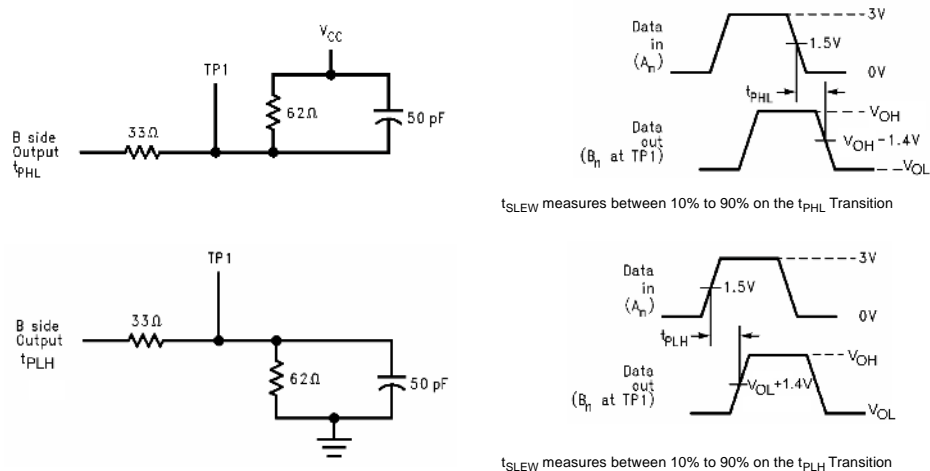 V_CC
TP1
62Ω
50 pF
33Ω
B side
Output
t_PHL
Data
in
(A_n)
3V
1.5V
0V
t_PHL
Data
out
(B_n at TP1)
V_OH
V_OH-1.4V
V_OL
t_SLEW measures between 10% to 90% on the t_PHL Transition
TP1
33Ω
B side
Output
t_PLH
62Ω
50 pF
Data
in
(A_n)
3V
1.5V
0V
t_PLH
Data
out
(B_n at TP1)
V_OH
V_OL+1.4V
V_OL
t_SLEW measures between 10% to 90% on the t_PLH Transition